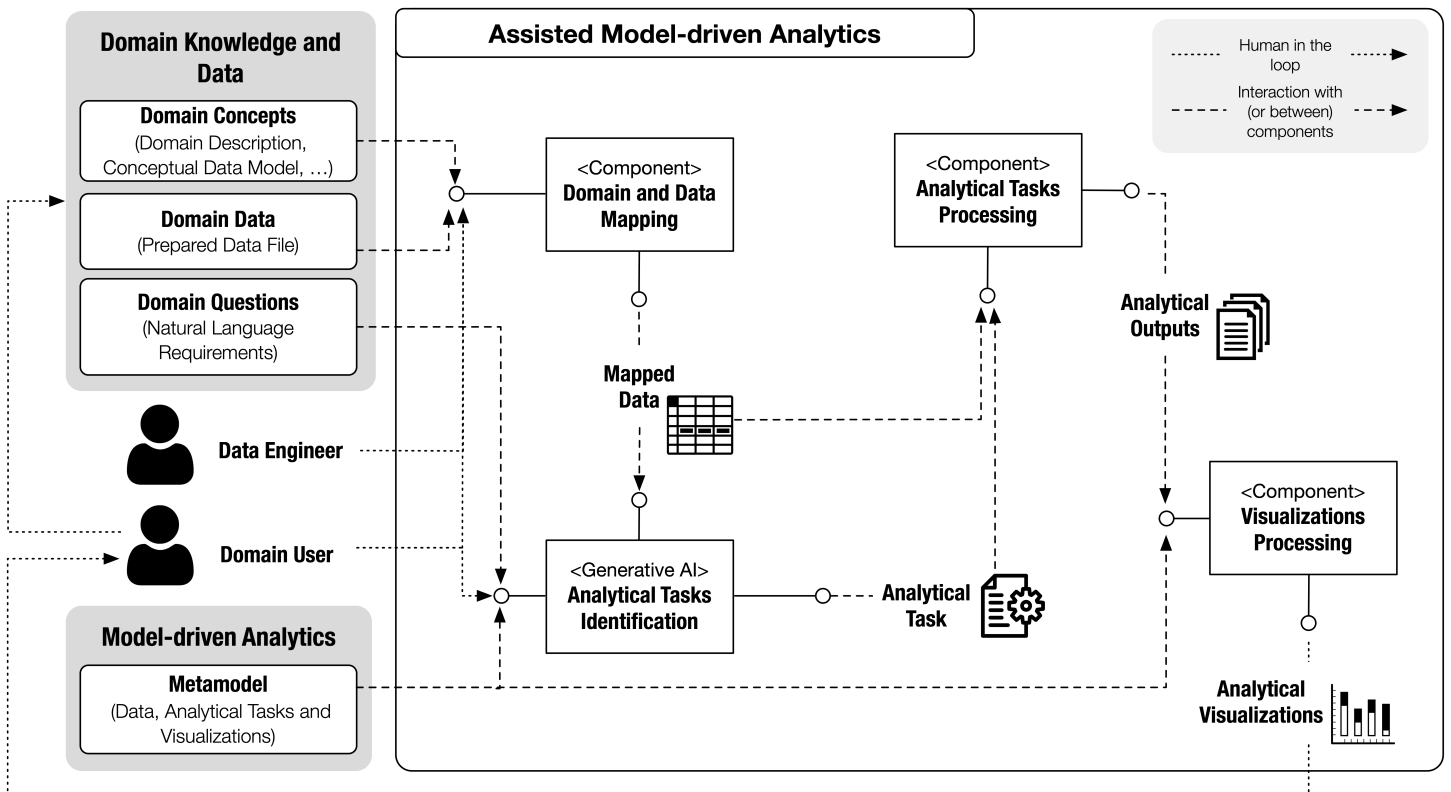 Domain Knowledge and
Data
Domain Concepts
(Domain Description,
Conceptual Data Model, …)
Domain Data
(Prepared Data File)
Domain Questions
(Natural Language
Requirements)
Data Engineer
Domain User
Model-driven Analytics
Metamodel
(Data, Analytical Tasks and
Visualizations)
Assisted Model-driven Analytics
Human in the
loop
Interaction with
(or between)
components
<Component>
Domain and Data
Mapping
Mapped
Data
<Generative AI>
Analytical Tasks
Identification
Analytical
Task
<Component>
Analytical Tasks
Processing
Analytical
Outputs
<Component>
Visualizations
Processing
Analytical
Visualizations